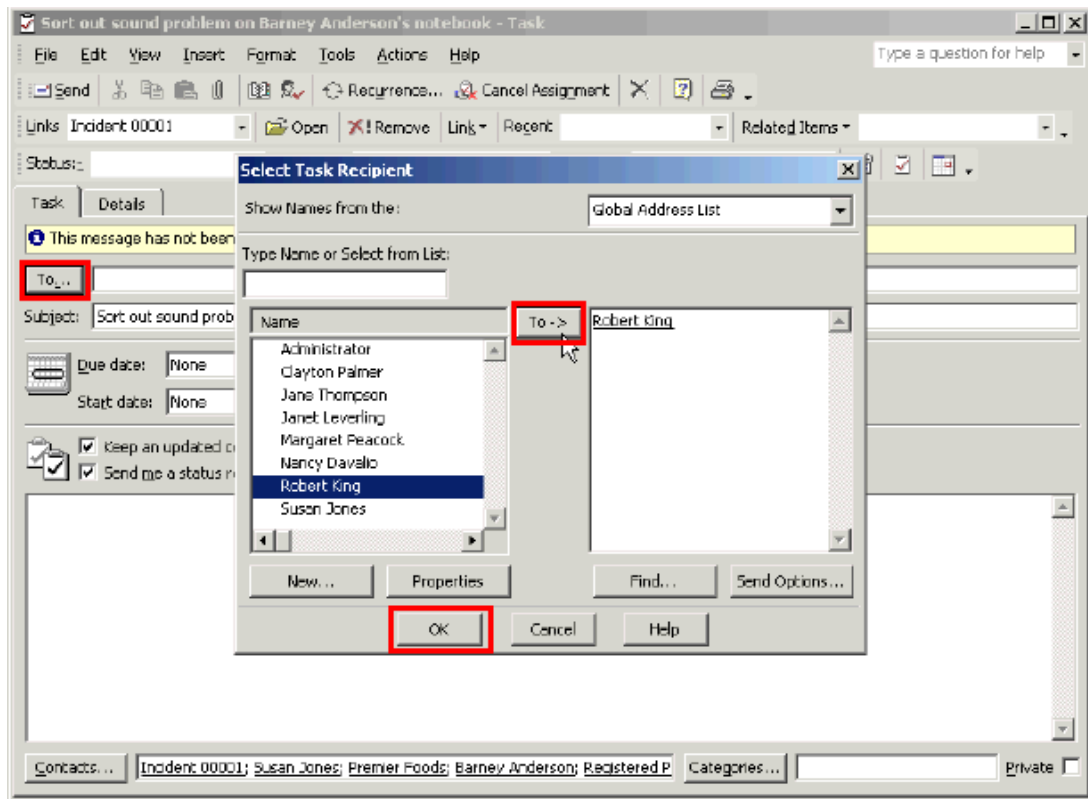 Sort out sound problem on Barney Anderson's notebook - Task
File Edit View Insert Format Tools Actions Help Type a question for help
Send Recurrence... Cancel Assignment
Links Incident 00001 Open Remove Link Recent Related Items
Status:
Select Task Recipient
Task Details
Show Names from the: Global Address List
This message has not been
Type Name or Select from List:
To...
Subject: Sort out sound prob
Name To -> Robert King
Administrator
Clayton Palmer
Jane Thompson
Janet Leverling
Margaret Peacock
Nancy Davalio
Robert King
Susan Jones
Due date: None
Start date: None
Keep an updated
Send me a status
New... Properties Find... Send Options...
OK Cancel Help
Contacts... Incident 00001; Susan Jones; Premier Foods; Barney Anderson; Registered P Categories... Private